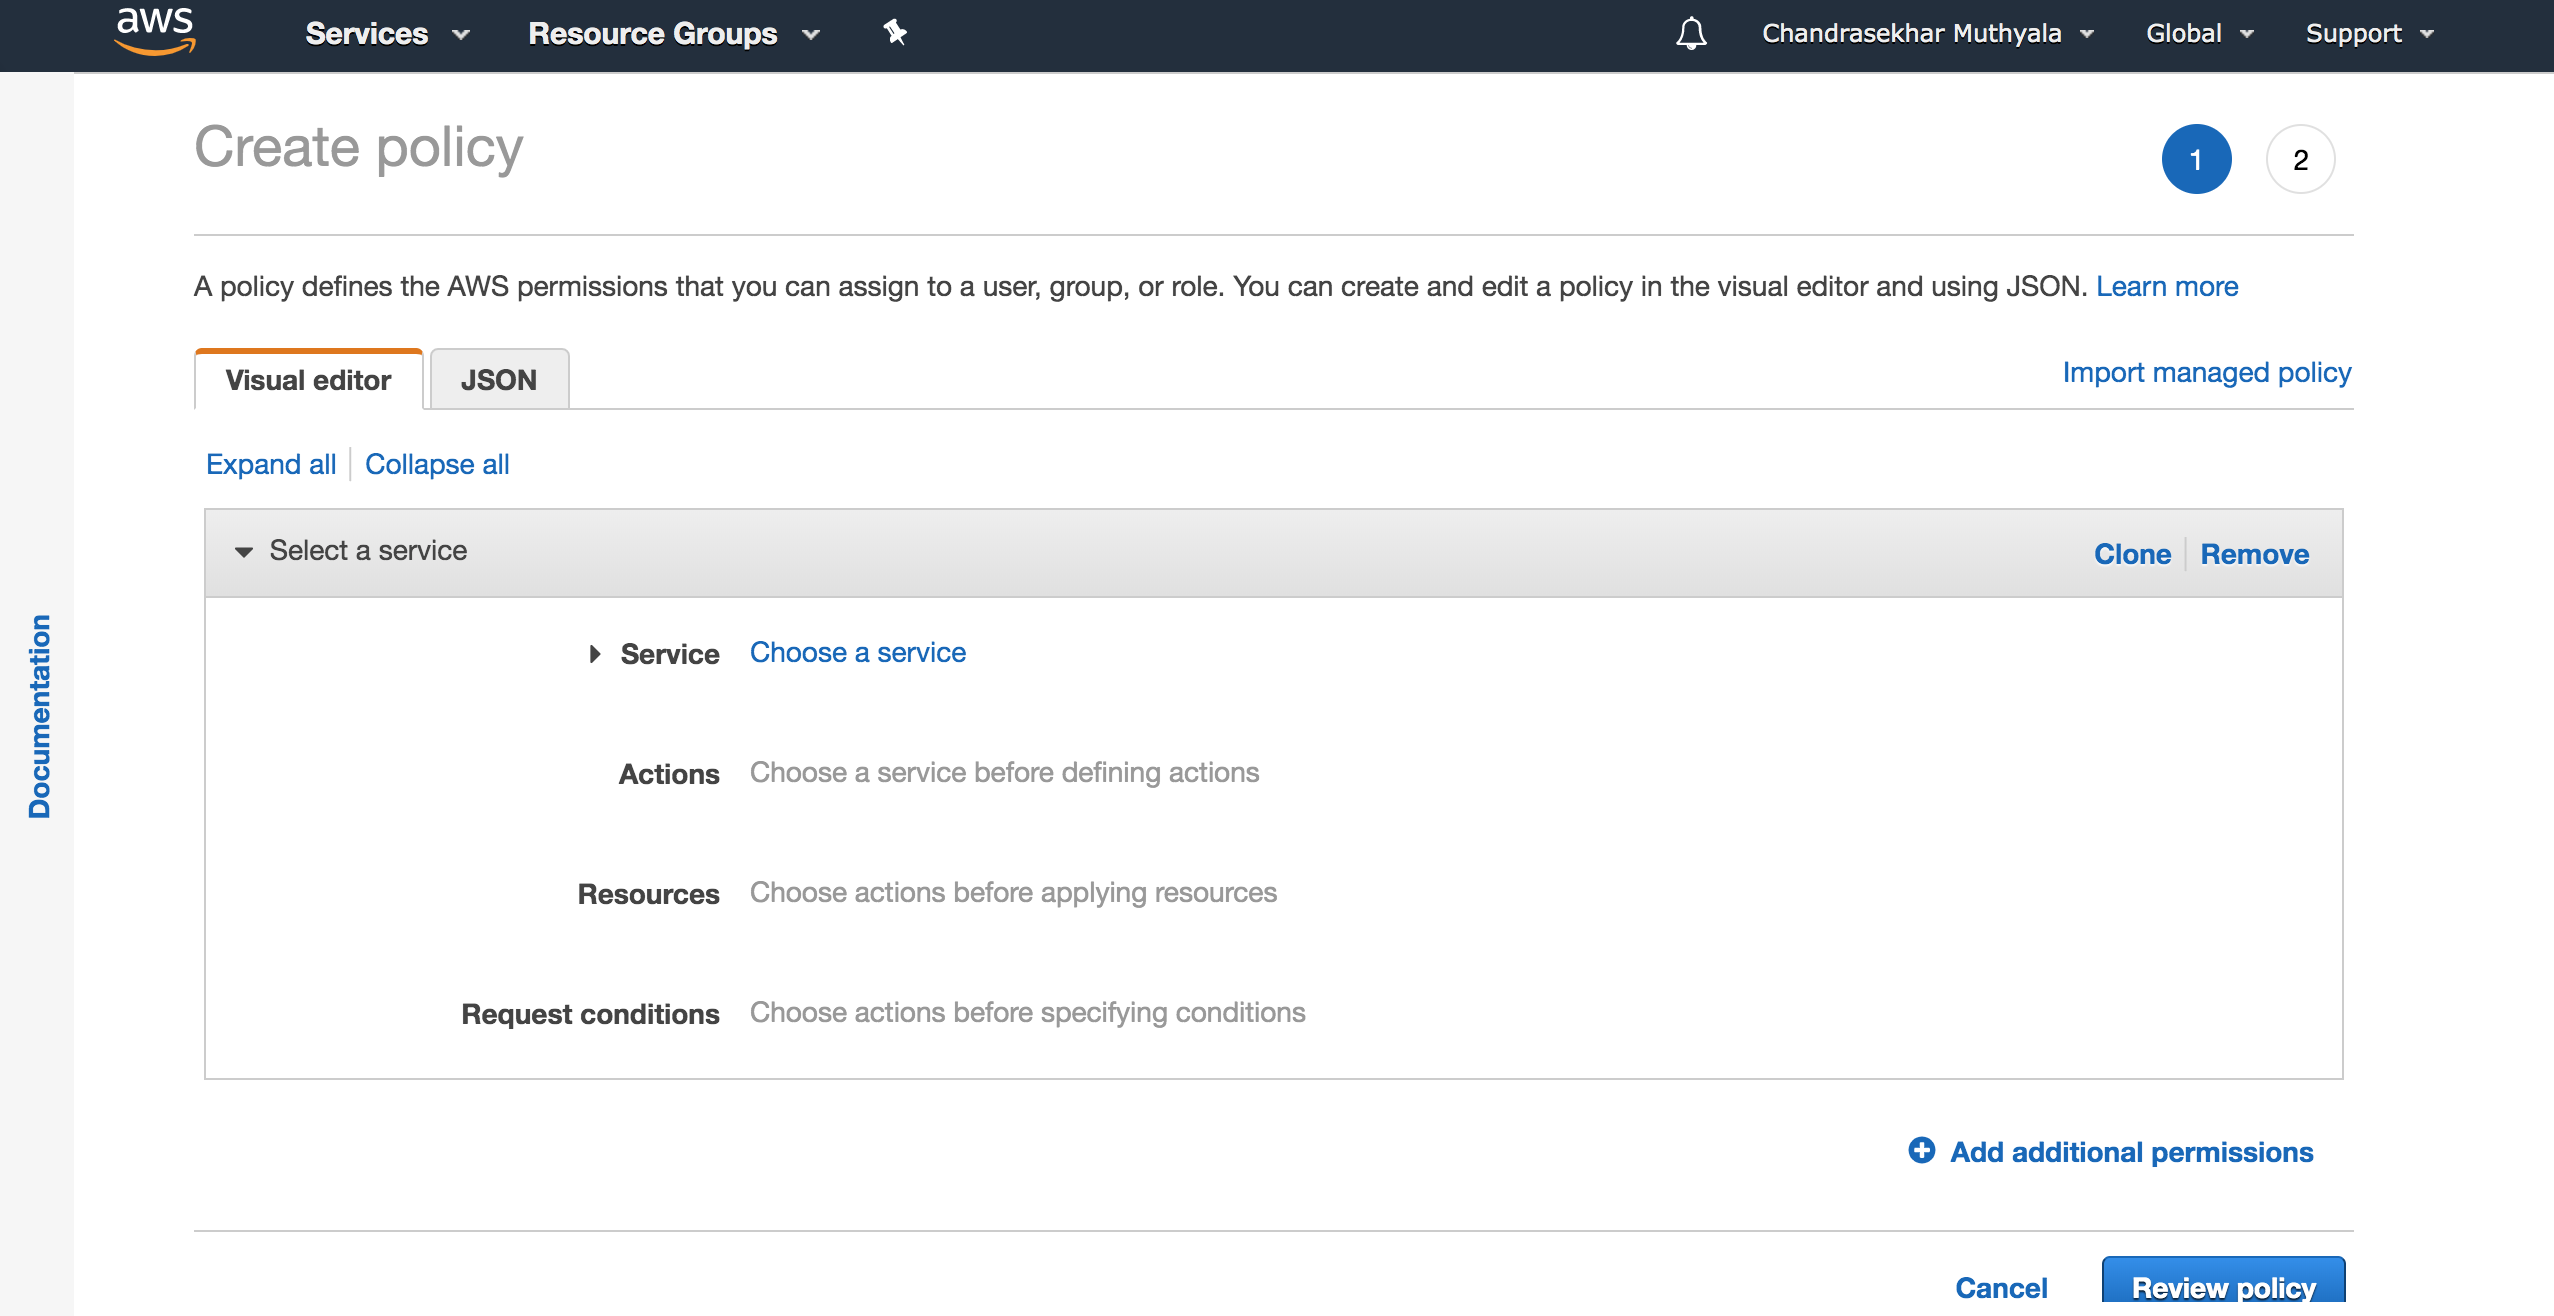 aws Services Resource Groups Chandrasekhar Muthyala Global Support
Create policy 1 2
A policy defines the AWS permissions that you can assign to a user, group, or role. You can create and edit a policy in the visual editor and using JSON. Learn more
Visual editor JSON Import managed policy
Expand all Collapse all
Select a service Clone Remove
Service Choose a service
Actions Choose a service before defining actions
Resources Choose actions before applying resources
Request conditions Choose actions before specifying conditions
Documentation
Add additional permissions
Cancel Review policy